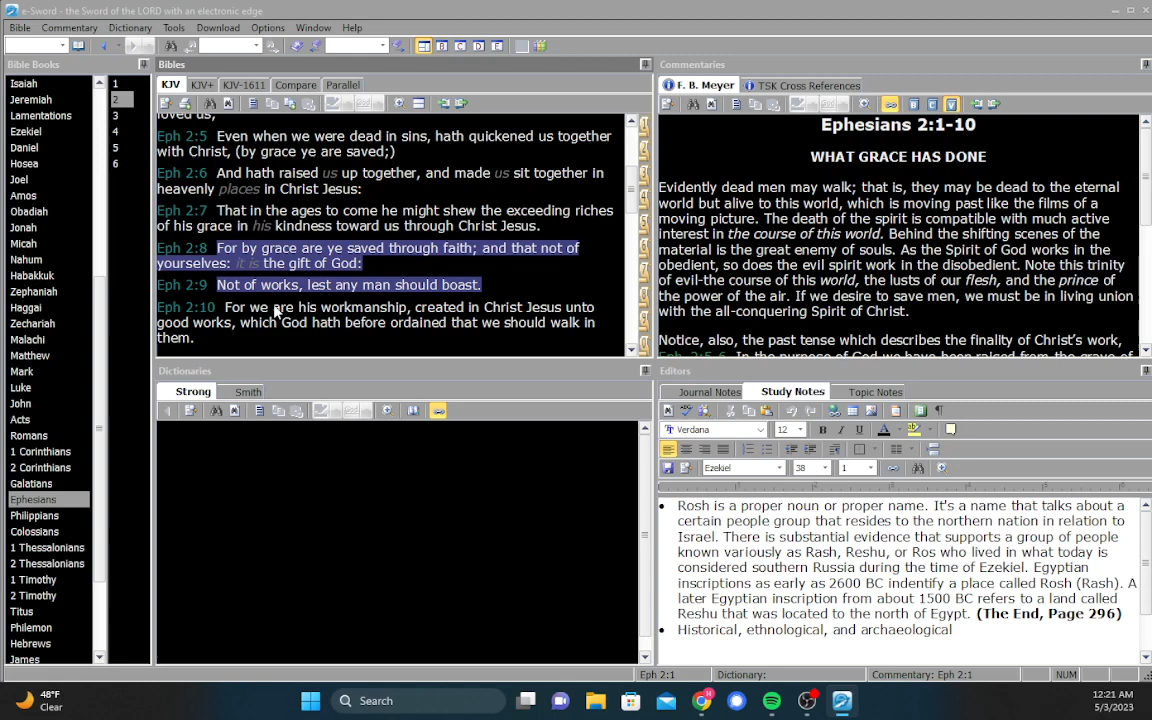 e-Sword - the Sword of the LORD with an electronic edge
Bible Commentary Dictionary Tools Download Options Window Help
Bible Books
Isaiah
Jeremiah
Lamentations
Ezekiel
Daniel
Hosea
Joel
Amos
Obadiah
Jonah
Micah
Nahum
Habakkuk
Zephaniah
Haggai
Zechariah
Malachi
Matthew
Mark
Luke
John
Acts
Romans
1 Corinthians
2 Corinthians
Galatians
Ephesians
Philippians
Colossians
1 Thessalonians
2 Thessalonians
1 Timothy
2 Timothy
Titus
Philemon
Hebrews
James
1
2
3
4
5
6
Bibles
KJV KJV+ KJV-1611 Compare Parallel
loved us,
Eph 2:5 Even when we were dead in sins, hath quickened us together
with Christ, (by grace ye are saved;)
Eph 2:6 And hath raised us up together, and made us sit together in
heavenly places in Christ Jesus:
Eph 2:7 That in the ages to come he might shew the exceeding riches
of his grace in his kindness toward us through Christ Jesus.
Eph 2:8 For by grace are ye saved through faith; and that not of
yourselves: it is the gift of God:
Eph 2:9 Not of works, lest any man should boast.
Eph 2:10 For we are his workmanship, created in Christ Jesus unto
good works, which God hath before ordained that we should walk in
them.
Commentaries
F. B. Meyer TSK Cross References
Ephesians 2:1-10
WHAT GRACE HAS DONE
Evidently dead men may walk; that is, they may be dead to the eternal
world but alive to this world, which is moving past like the films of a
moving picture. The death of the spirit is compatible with much active
interest in the course of this world. Behind the shifting scenes of the
material is the great enemy of souls. As the Spirit of God works in the
obedient, so does the evil spirit work in the disobedient. Note this trinity
of evil-the course of this world, the lusts of our flesh, and the prince of
the power of the air. If we desire to save men, we must be in living union
with the all-conquering Spirit of Christ.
Notice, also, the past tense which describes the finality of Christ's work,
Eph 2:5-6. In the purpose of God we have been raised from the grave of
Dictionaries
Strong Smith
Editors
Journal Notes Study Notes Topic Notes
Verdana 12 B I U A
Ezekiel 38 1
Rosh is a proper noun or proper name. It's a name that talks about a
certain people group that resides to the northern nation in relation to
Israel. There is substantial evidence that supports a group of people
known variously as Rash, Reshu, or Ros who lived in what today is
considered southern Russia during the time of Ezekiel. Egyptian
inscriptions as early as 2600 BC indentify a place called Rosh (Rash). A
later Egyptian inscription from about 1500 BC refers to a land called
Reshu that was located to the north of Egypt. (The End, Page 296)
Historical, ethnological, and archaeological
Eph 2:1 Dictionary: Commentary: Eph 2:1 NUM
48°F
Clear
Search
12:21 AM
5/3/2023